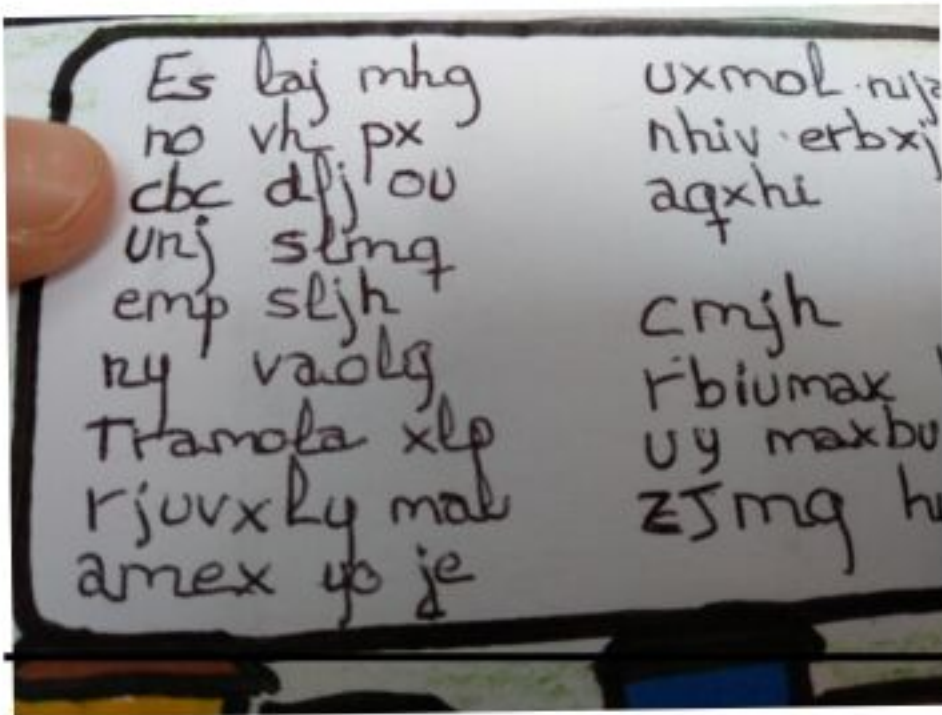 Es laj mhg
no vh px
cbc dfj ou
unj slmq
emp sljh
ny vaolg
Tramola xlp
rjuvxly mak
amex yo je
uxmol
nhiv erbxj
aqxhi
cmjh
rbiumax
uy maxbu
zJmq